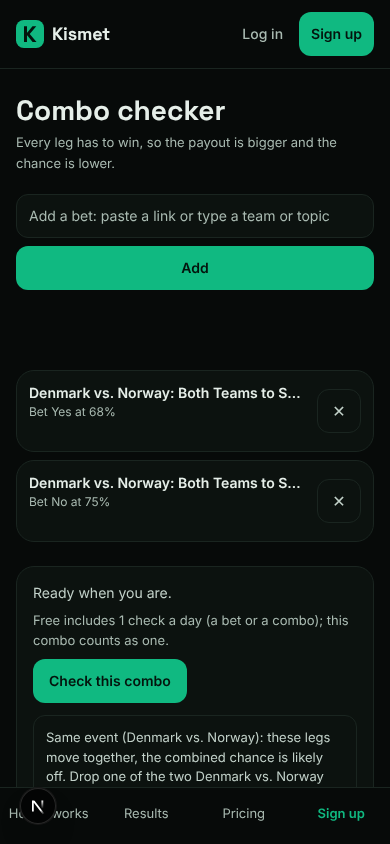 K Kismet
Log in
Sign up
Combo checker
Every leg has to win, so the payout is bigger and the
chance is lower.
Add a bet: paste a link or type a team or topic
Add
Denmark vs. Norway: Both Teams to S...
Bet Yes at 68%
✕
Denmark vs. Norway: Both Teams to S...
Bet No at 75%
✕
Ready when you are.
Free includes 1 check a day (a bet or a combo); this
combo counts as one.
Check this combo
Same event (Denmark vs. Norway): these legs
move together, the combined chance is likely
off. Drop one of the two Denmark vs. Norway
N
works
Results
Pricing
Sign up